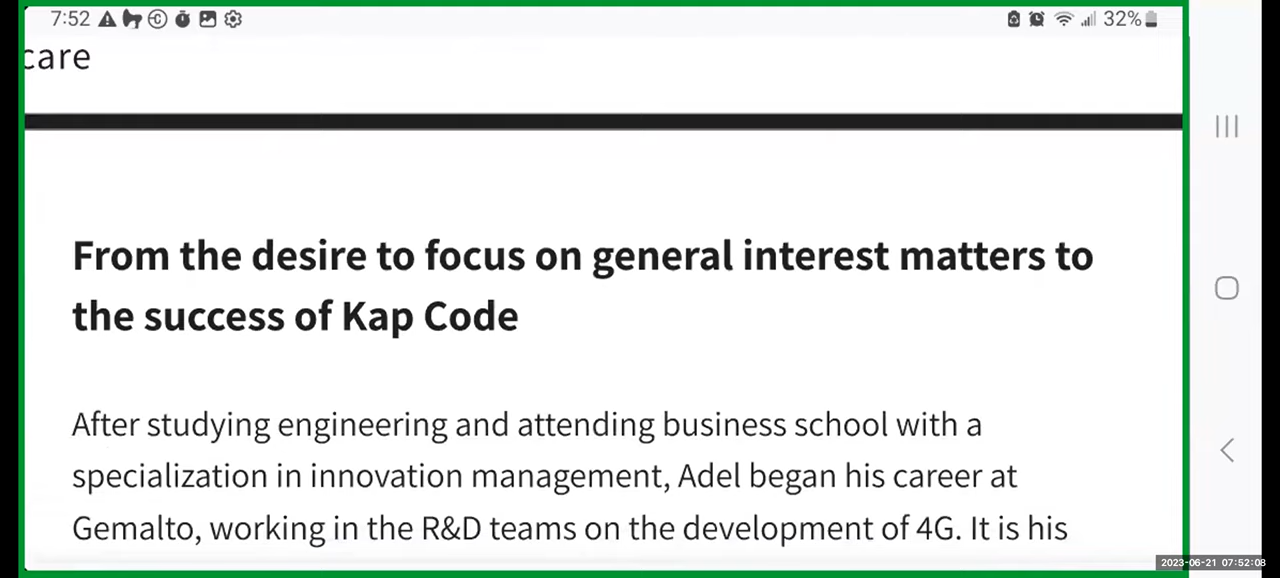 7:52 32%
care
From the desire to focus on general interest matters to
the success of Kap Code
After studying engineering and attending business school with a
specialization in innovation management, Adel began his career at
Gemalto, working in the R&D teams on the development of 4G. It is his
2023-06-21 07:52:08